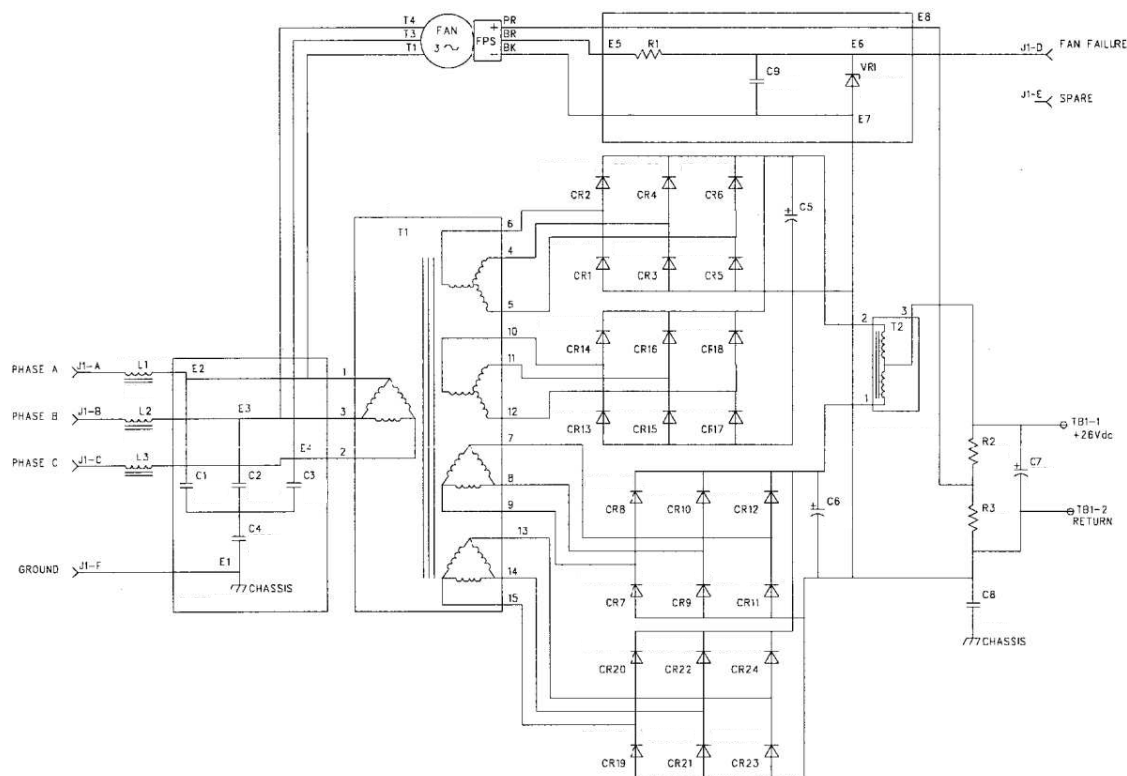 T4
T3
T1
FAN
3 ~
FPS
+
-
PR
BR
BK
E8
E5
R1
E6
J1-D
FAN FAILURE
C9
VR1
J1-E
SPARE
E7
CR2
CR4
CR6
C5
CR1
CR3
CR5
T1
6
4
5
10
11
12
CR14
CR16
CR18
CR13
CR15
CR17
2
3
T2
1
PHASE A
J1-A
L1
E2
1
PHASE B
J1-B
L2
E3
3
PHASE C
J1-C
L3
E4
2
C1
C2
C3
C4
GROUND
J1-F
E1
CHASSIS
7
8
9
13
14
15
CR8
CR10
CR12
C6
CR7
CR9
CR11
CR20
CR22
CR24
CR19
CR21
CR23
TB1-1
+26Vdc
R2
C7
R3
TB1-2
RETURN
C8
CHASSIS